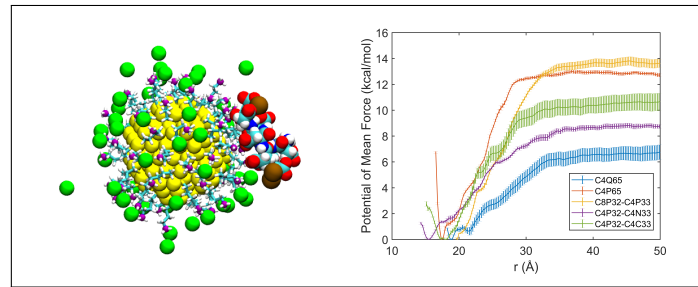 Potential of Mean Force (kcal/mol)
16
14
12
10
8
6
4
2
0
10
20
30
40
50
r (Å)
C4Q65
C4P65
C8P32-C4P33
C4P32-C4N33
C4P32-C4C33